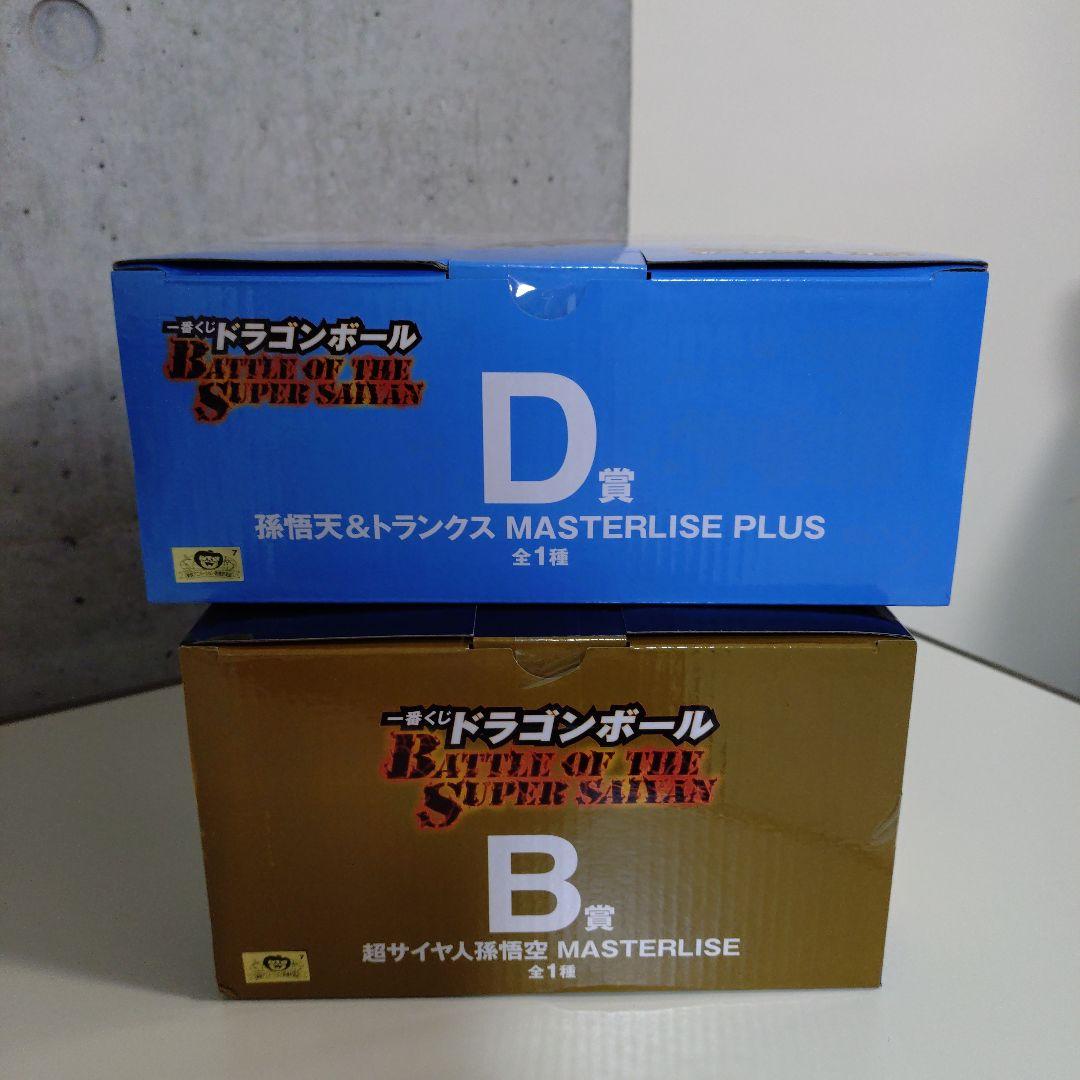 一番くじ ドラゴンボール
BATTLE OF THE
SUPER SAIYAN
D賞
孫悟天&トランクス MASTERLISE PLUS
全1種
7
一番くじ ドラゴンボール
BATTLE OF THE
SUPER SAIYAN
B賞
超サイヤ人孫悟空 MASTERLISE
全1種
7